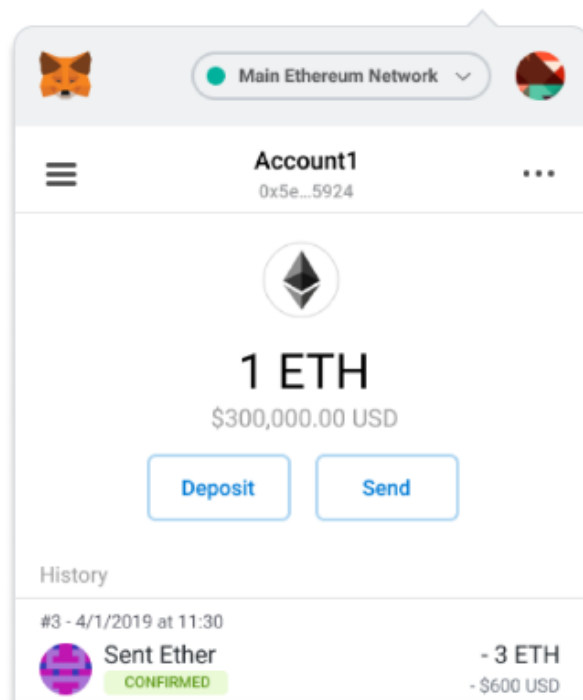 Main Ethereum Network
Account1
0x5e...5924
1 ETH
$300,000.00 USD
Deposit
Send
History
#3 - 4/1/2019 at 11:30
Sent Ether
- 3 ETH
CONFIRMED
- $600 USD